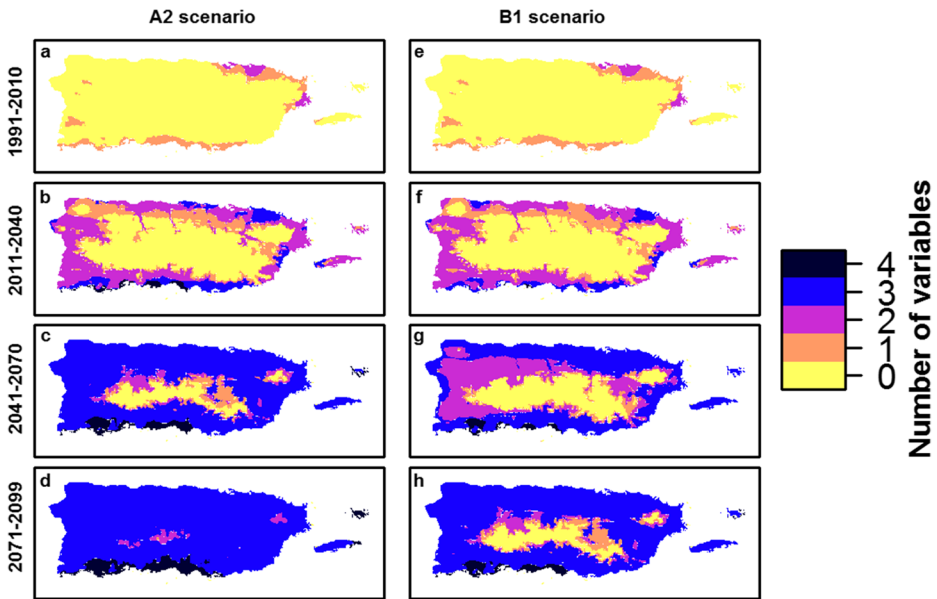 A2 scenario
B1 scenario
1991-2010
a
e
2011-2040
b
f
2041-2070
c
g
2071-2099
d
h
4
3
2
1
0
Number of variables